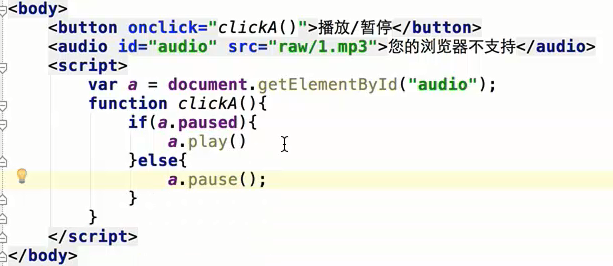 <body>
<button onclick="clickA()">播放/暂停</button>
<audio id="audio" src="raw/1.mp3">您的浏览器不支持</audio>
<script>
var a = document.getElementById("audio");
function clickA(){
if(a.paused){
a.play()
}else{
a.pause();
}
}
</script>
</body>